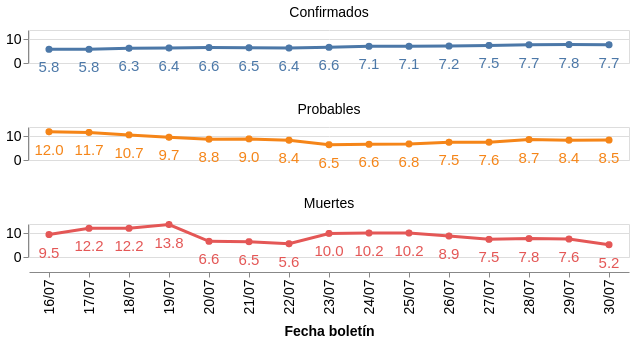 Confirmados
10
0
5.8 5.8 6.3 6.4 6.6 6.5 6.4 6.6 7.1 7.1 7.2 7.5 7.7 7.8 7.7
Probables
10
0
12.0 11.7 10.7 9.7 8.8 9.0 8.4 6.5 6.6 6.8 7.5 7.6 8.7 8.4 8.5
Muertes
10
0
9.5 12.2 12.2 13.8 6.6 6.5 5.6 10.0 10.2 10.2 8.9 7.5 7.8 7.6 5.2
16/07 17/07 18/07 19/07 20/07 21/07 22/07 23/07 24/07 25/07 26/07 27/07 28/07 29/07 30/07
Fecha boletín